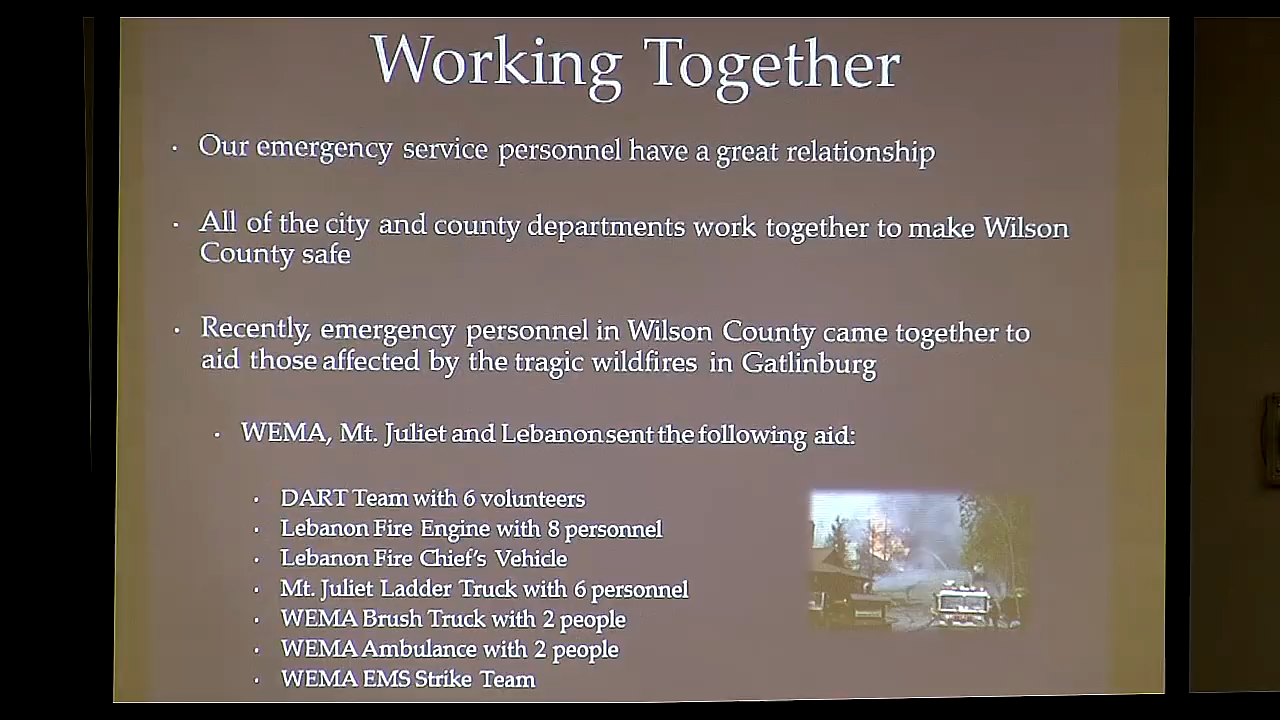 Working Together
· Our emergency service personnel have a great relationship
· All of the city and county departments work together to make Wilson
County safe
· Recently, emergency personnel in Wilson County came together to
aid those affected by the tragic wildfires in Gatlinburg
· WEMA, Mt. Juliet and Lebanon sent the following aid:
· DART Team with 6 volunteers
· Lebanon Fire Engine with 8 personnel
· Lebanon Fire Chief's Vehicle
· Mt. Juliet Ladder Truck with 6 personnel
· WEMA Brush Truck with 2 people
· WEMA Ambulance with 2 people
· WEMA EMS Strike Team